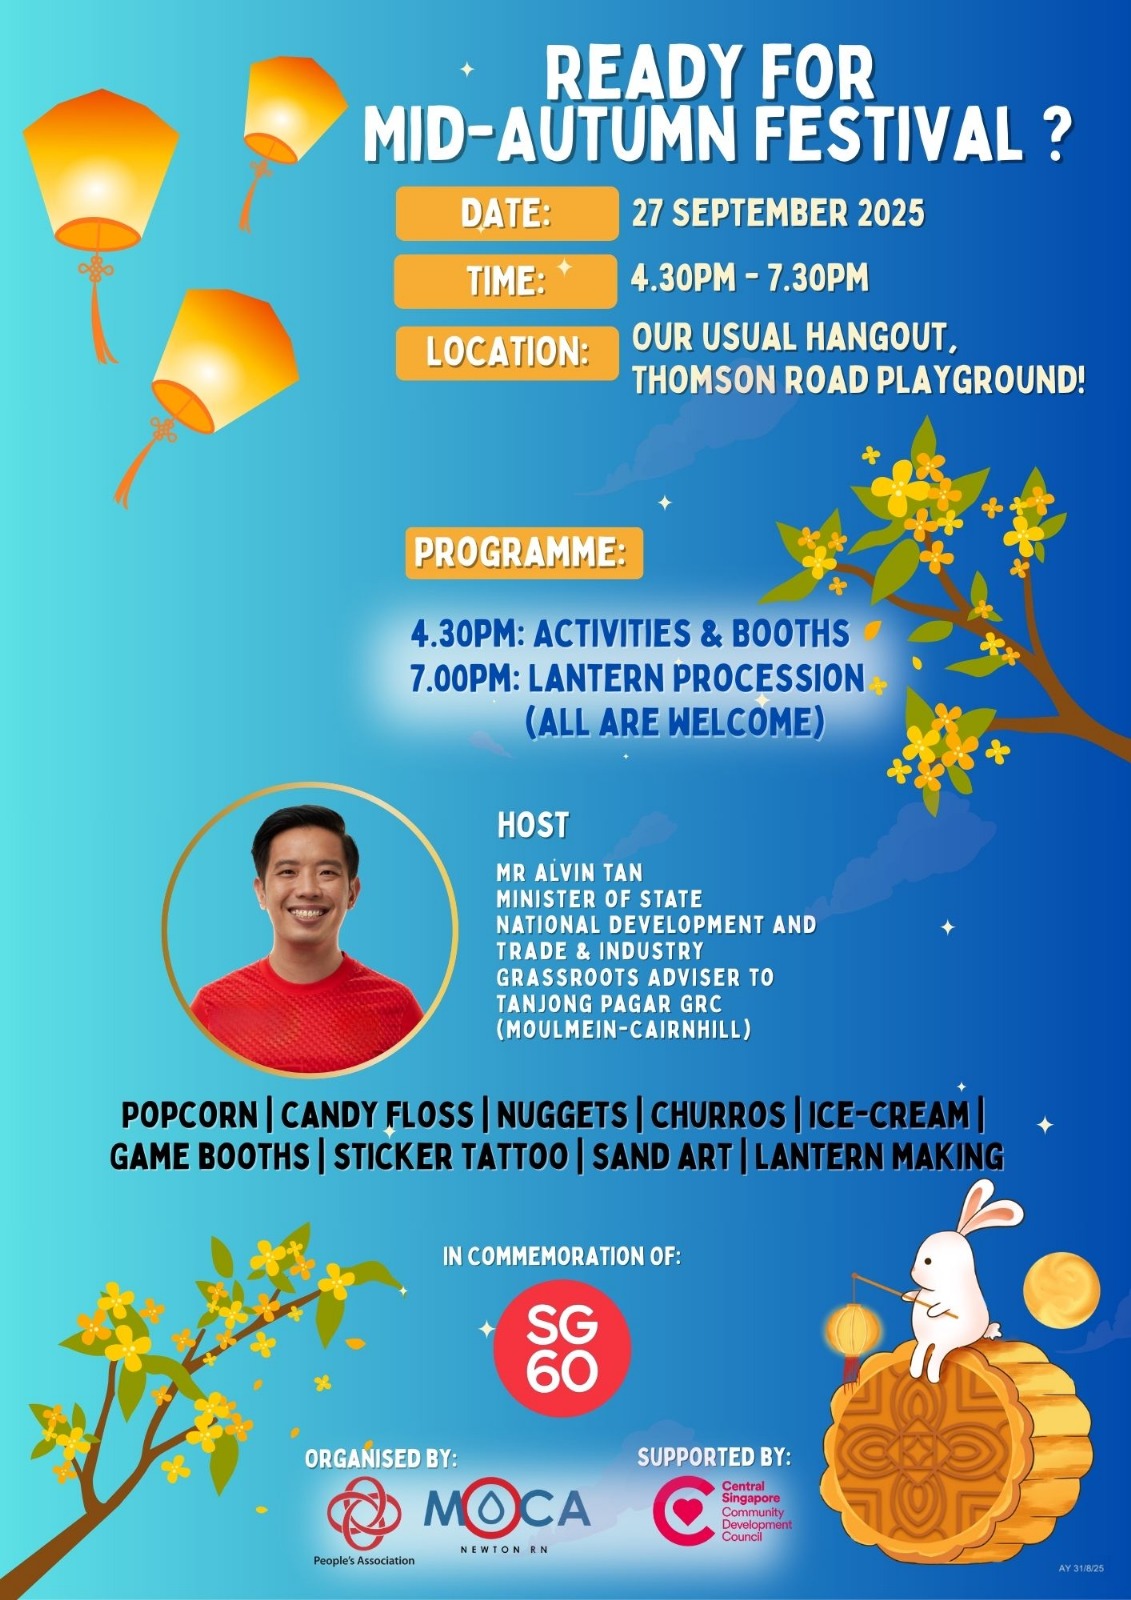 READY FOR
MID-AUTUMN FESTIVAL ?
DATE: 27 SEPTEMBER 2025
TIME: 4.30PM - 7.30PM
LOCATION: OUR USUAL HANGOUT,
THOMSON ROAD PLAYGROUND!
PROGRAMME:
4.30PM: ACTIVITIES & BOOTHS
7.00PM: LANTERN PROCESSION
(ALL ARE WELCOME)
HOST
MR ALVIN TAN
MINISTER OF STATE
NATIONAL DEVELOPMENT AND
TRADE & INDUSTRY
GRASSROOTS ADVISER TO
TANJONG PAGAR GRC
(MOULMEIN-CAIRNHILL)
POPCORN | CANDY FLOSS | NUGGETS | CHURROS | ICE-CREAM |
GAME BOOTHS | STICKER TATTOO | SAND ART | LANTERN MAKING
IN COMMEMORATION OF:
SG
60
ORGANISED BY:
People's Association
MOCA
NEWTON RN
SUPPORTED BY:
Central
Singapore
Community
Development
Council
AY 31/8/25